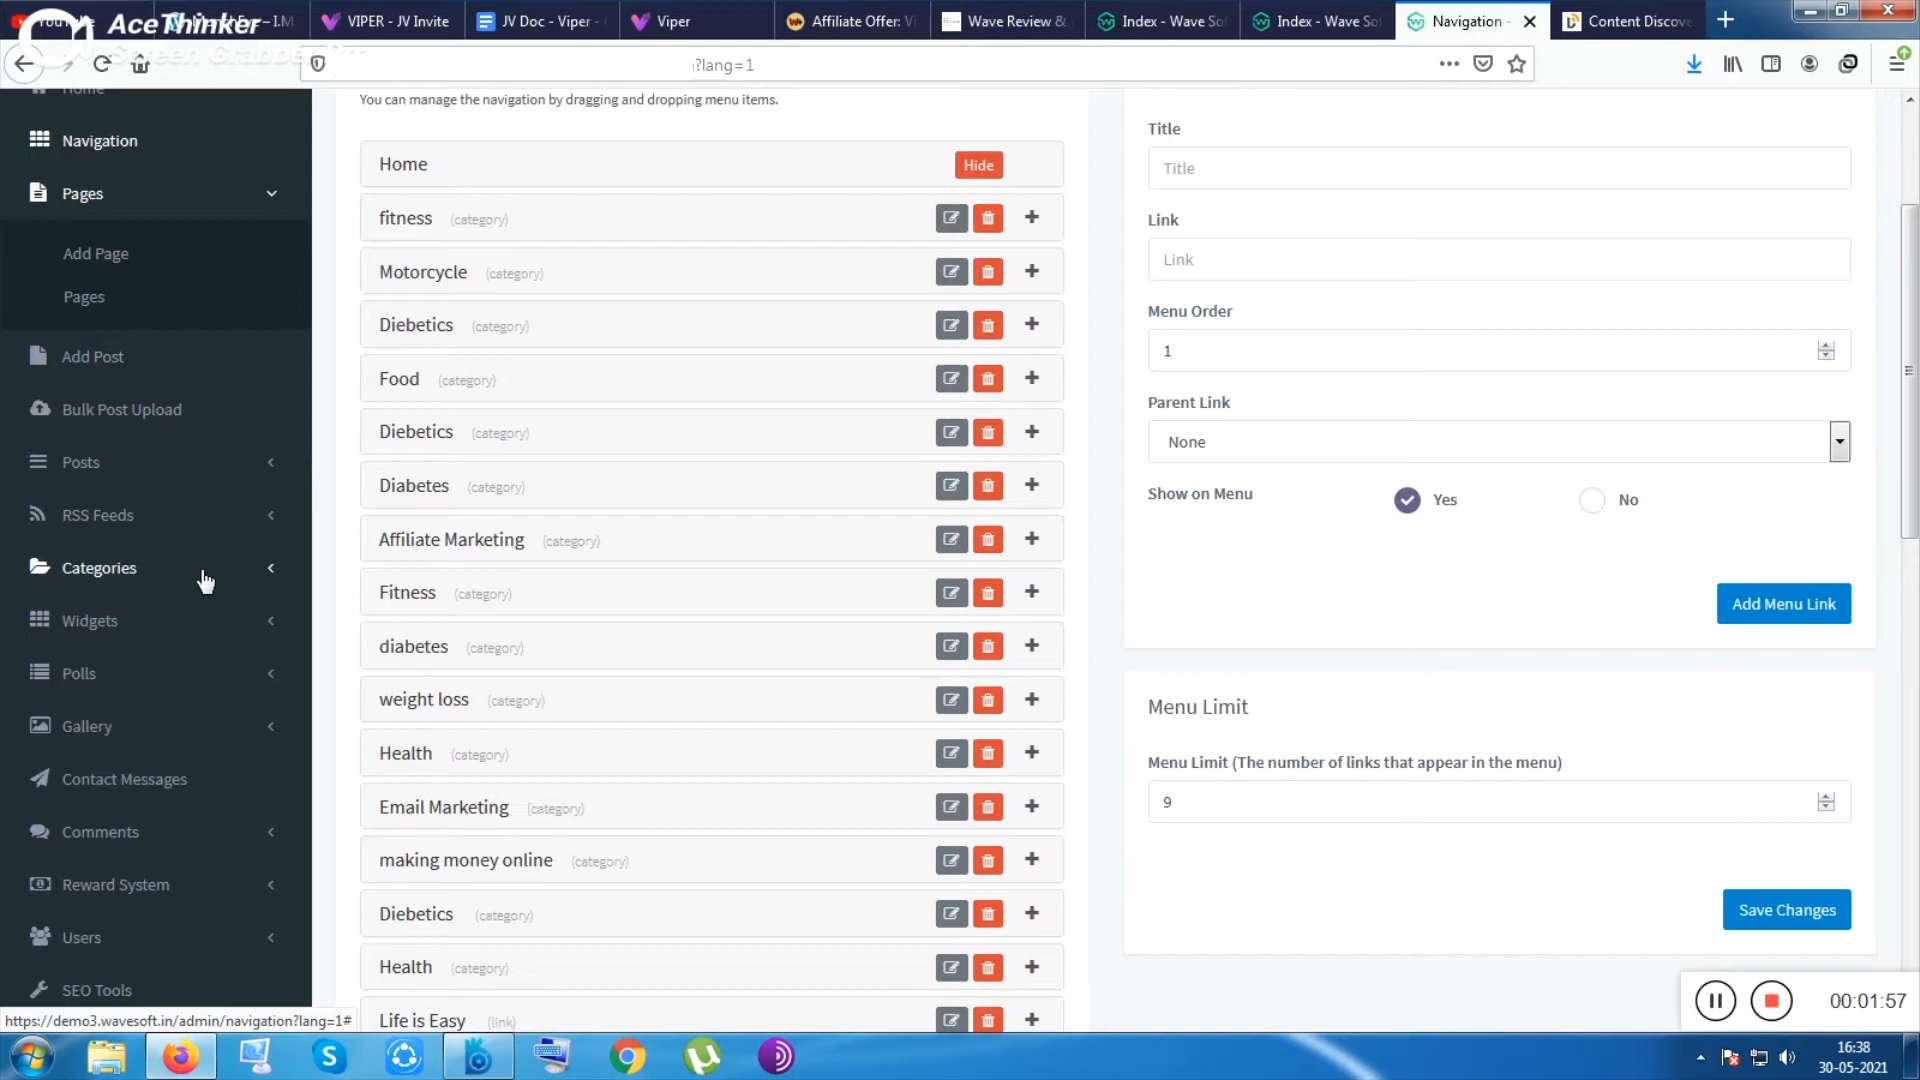 VIPER - JV Invite
JV Doc - Viper -
Viper
Affiliate Offer: Vi
Wave Review &
Index - Wave Sof
Index - Wave Sof
Navigation -
Content Discove
AceThinker
Screen Grabber Pro
?lang=1
Home
Navigation
Pages
Add Page
Pages
Add Post
Bulk Post Upload
Posts
RSS Feeds
Categories
Widgets
Polls
Gallery
Contact Messages
Comments
Reward System
Users
SEO Tools
https://demo3.wavesoft.in/admin/navigation?lang=1#
You can manage the navigation by dragging and dropping menu items.
Home Hide
fitness (category)
Motorcycle (category)
Diebetics (category)
Food (category)
Diebetics (category)
Diabetes (category)
Affiliate Marketing (category)
Fitness (category)
diabetes (category)
weight loss (category)
Health (category)
Email Marketing (category)
making money online (category)
Diebetics (category)
Health (category)
Life is Easy (link)
Title
Title
Link
Link
Menu Order
1
Parent Link
None
Show on Menu Yes No
Add Menu Link
Menu Limit
Menu Limit (The number of links that appear in the menu)
9
Save Changes
00:01:57
16:38
30-05-2021